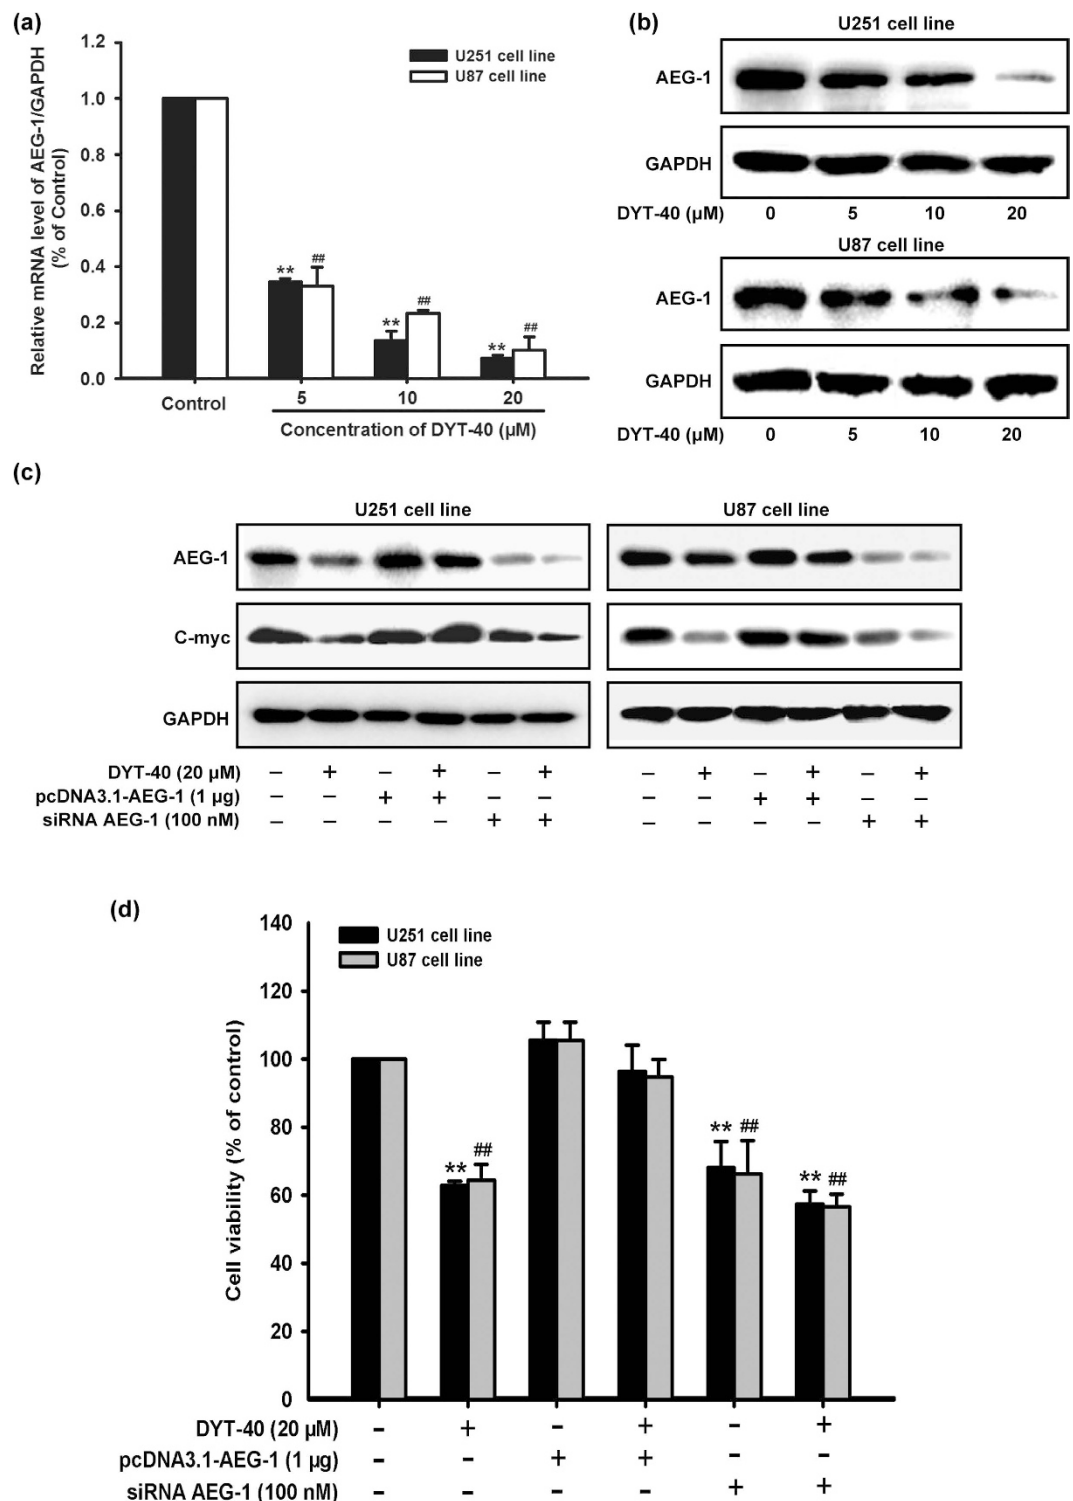 (a)
Relative mRNA level of AEG-1/GAPDH
(% of Control)
1.2
1.0
0.8
0.6
0.4
0.2
0.0
U251 cell line
U87 cell line
** ##
** ##
** ##
Control 5 10 20
Concentration of DYT-40 (µM)
(b)
U251 cell line
AEG-1
GAPDH
DYT-40 (µM) 0 5 10 20
U87 cell line
AEG-1
GAPDH
DYT-40 (µM) 0 5 10 20
(c)
U251 cell line U87 cell line
AEG-1
C-myc
GAPDH
DYT-40 (20 µM) – + – + – + – + – + – +
pcDNA3.1-AEG-1 (1 µg) – – + + – – – – + + – –
siRNA AEG-1 (100 nM) – – – – + + – – – – + +
(d)
Cell viability (% of control)
140
120
100
80
60
40
20
0
U251 cell line
U87 cell line
** ##
** ##
** ##
DYT-40 (20 µM) - + - + - +
pcDNA3.1-AEG-1 (1 µg) - - + + - -
siRNA AEG-1 (100 nM) - - - - + +